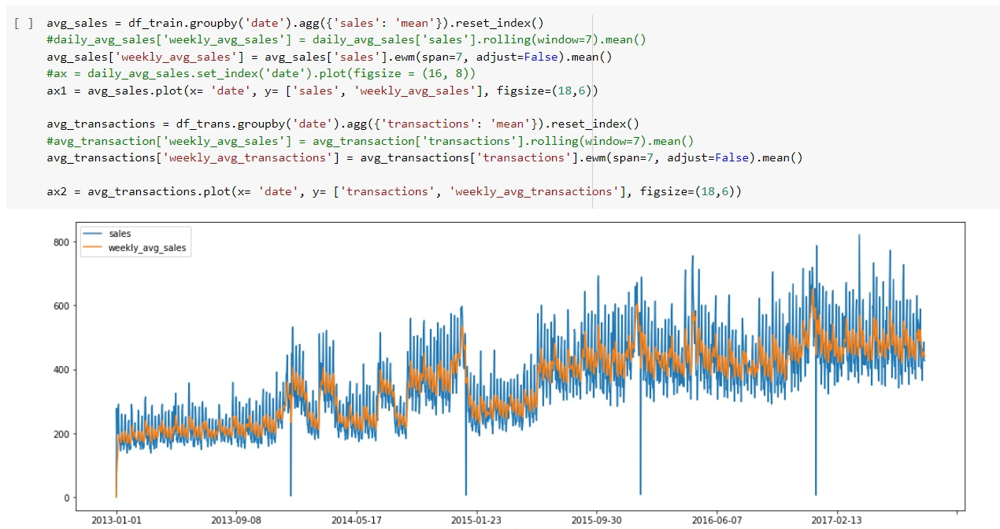 [ ] avg_sales = df_train.groupby('date').agg({'sales': 'mean'}).reset_index()
#daily_avg_sales['weekly_avg_sales'] = daily_avg_sales['sales'].rolling(window=7).mean()
avg_sales['weekly_avg_sales'] = avg_sales['sales'].ewm(span=7, adjust=False).mean()
#ax = daily_avg_sales.set_index('date').plot(figsize = (16, 8))
ax1 = avg_sales.plot(x= 'date', y= ['sales', 'weekly_avg_sales'], figsize=(18,6))
avg_transactions = df_trans.groupby('date').agg({'transactions': 'mean'}).reset_index()
#avg_transaction['weekly_avg_sales'] = avg_transaction['transactions'].rolling(window=7).mean()
avg_transactions['weekly_avg_transactions'] = avg_transactions['transactions'].ewm(span=7, adjust=False).mean()
ax2 = avg_transactions.plot(x= 'date', y= ['transactions', 'weekly_avg_transactions'], figsize=(18,6))
sales
weekly_avg_sales
800
600
400
200
0
2013-01-01 2013-09-08 2014-05-17 2015-01-23 2015-09-30 2016-06-07 2017-02-13